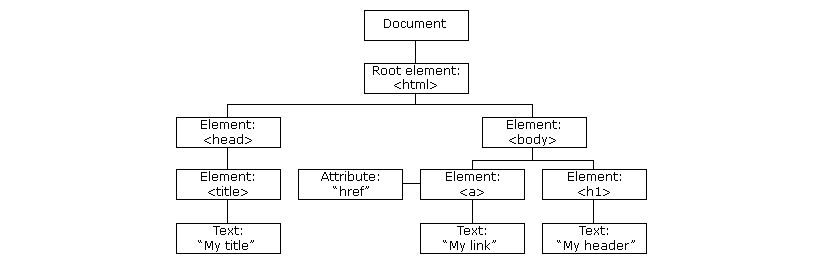 Document
Root element:
<html>
Element:
<head>
Element:
<body>
Element:
<title>
Attribute:
“href”
Element:
<a>
Element:
<h1>
Text:
“My title”
Text:
“My link”
Text:
“My header”